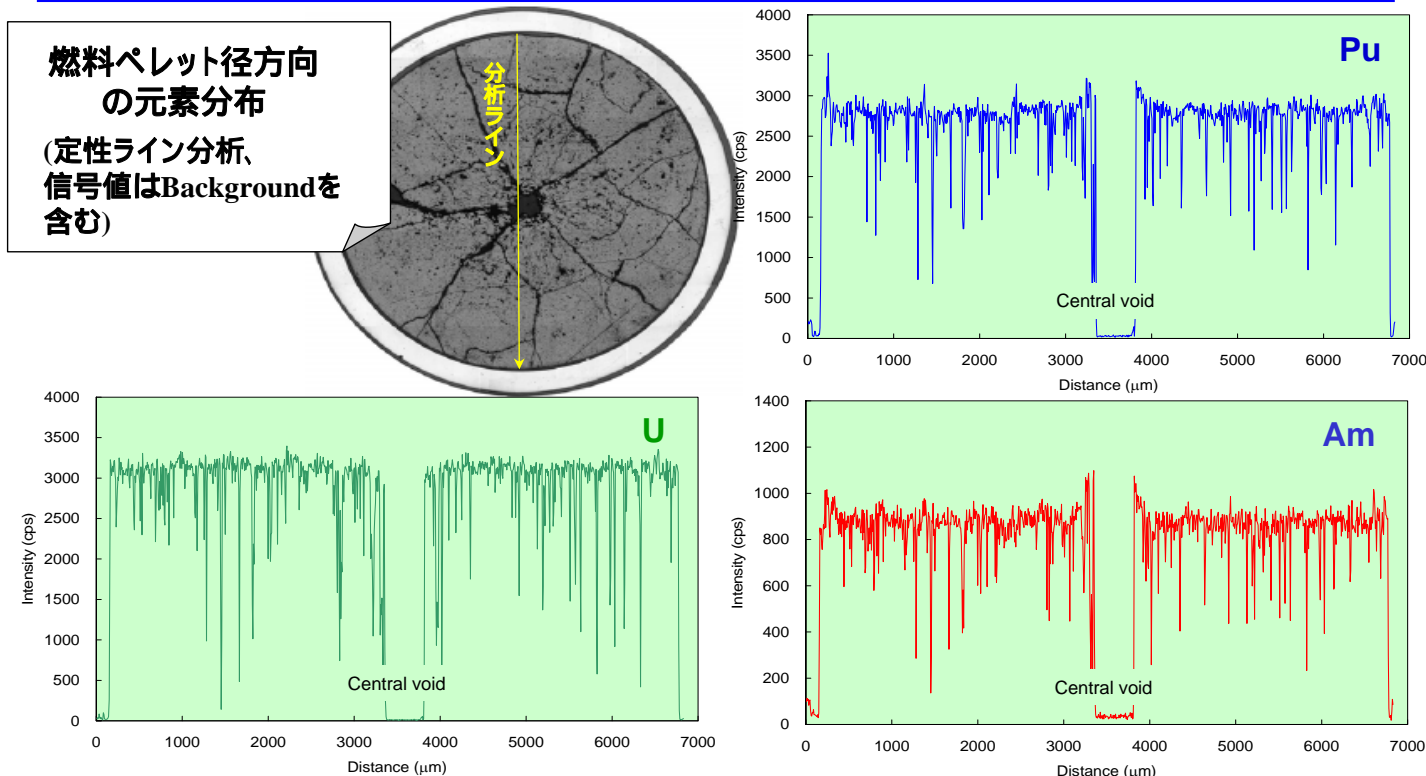 燃料ペレット径方向
の元素分布
(定性ライン分析、
信号値はBackgroundを
含む)
分析ライン
Pu
4000
3500
3000
2500
2000
1500
1000
500
0
Intensity (cps)
Central void
0 1000 2000 3000 4000 5000 6000 7000
Distance (μm)
U
4000
3500
3000
2500
2000
1500
1000
500
0
Intensity (cps)
Central void
0 1000 2000 3000 4000 5000 6000 7000
Distance (μm)
Am
1400
1200
1000
800
600
400
200
0
Intensity (cps)
Central void
0 1000 2000 3000 4000 5000 6000 7000
Distance (μm)